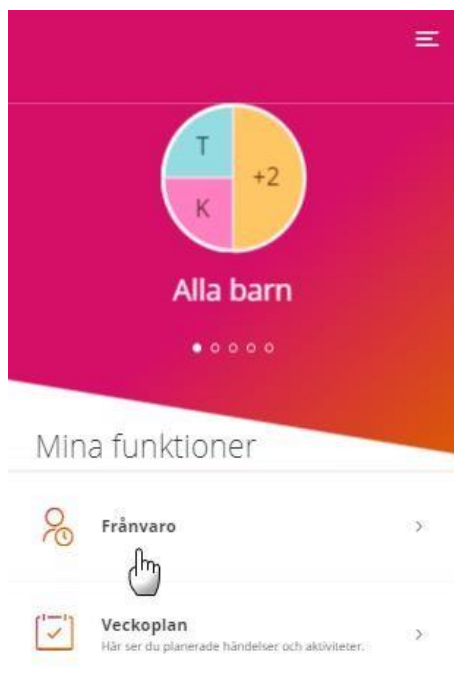 T
+2
K
Alla barn
Mina funktioner
Frånvaro
Veckoplan
Här ser du planerade händelser och aktiviteter.